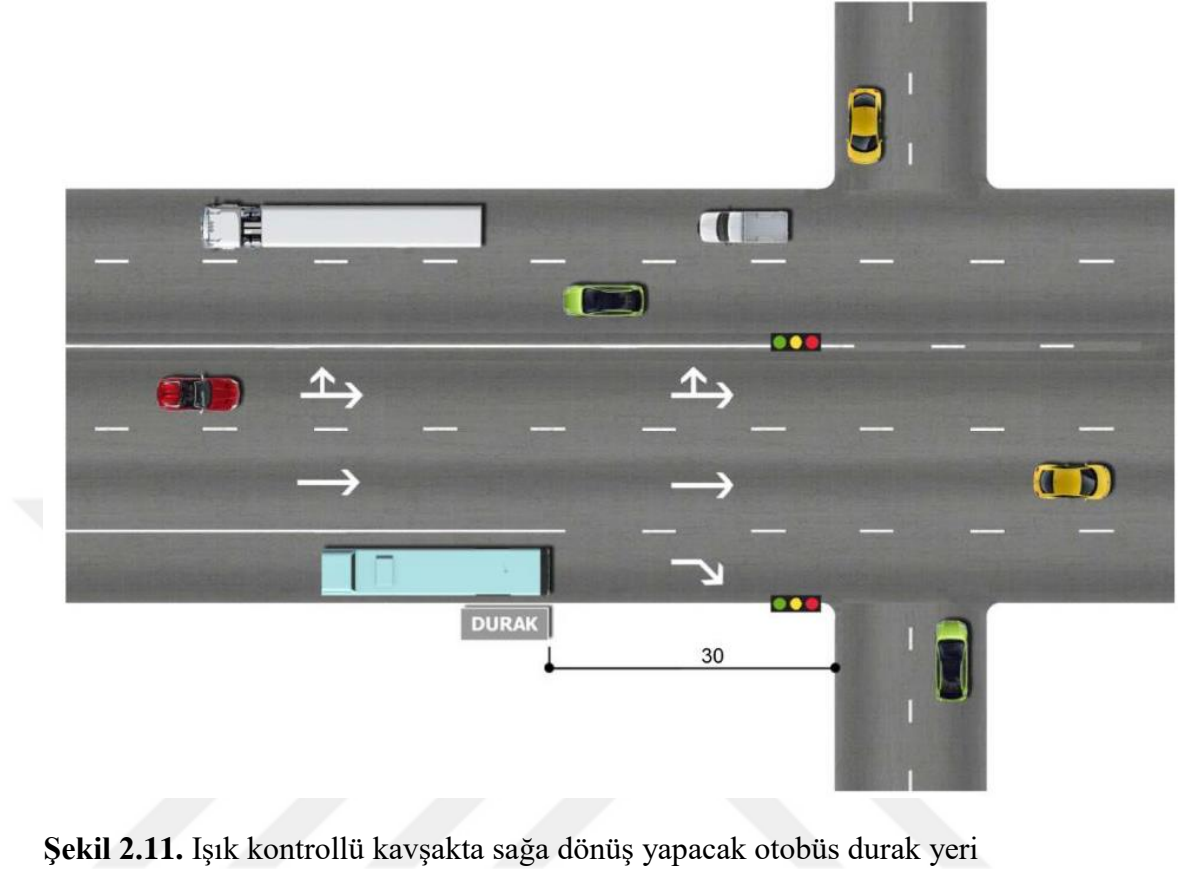 DURAK
30
Şekil 2.11. Işık kontrollü kavşakta sağa dönüş yapacak otobüs durak yeri